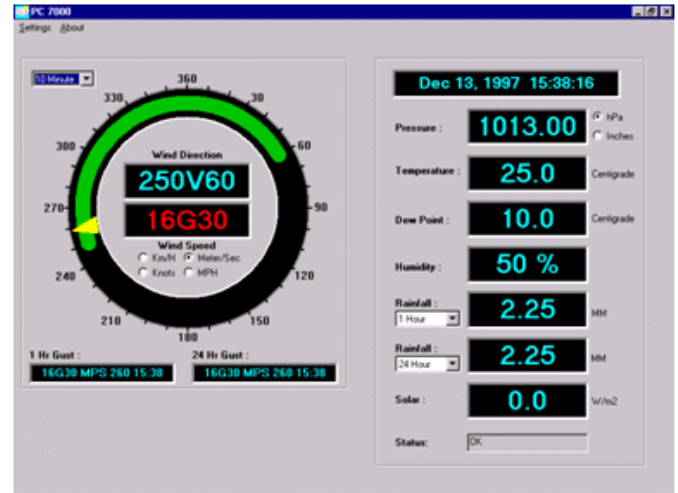 PC 7000
Settings About
10 Minute
360
330 30
300 60
Wind Direction
250V60
270 90
16G30
Wind Speed
Km/H Meter/Sec
Knots MPH
240 120
210 150
180
1 Hr Gust : 24 Hr Gust :
16G30 MPS 260 15:38 16G30 MPS 260 15:38
Dec 13, 1997 15:38:16
Pressure : 1013.00 hPa
Inches
Temperature : 25.0 Centigrade
Dew Point : 10.0 Centigrade
Humidity : 50 %
Rainfall :
1 Hour 2.25 MM
Rainfall :
24 Hour 2.25 MM
Solar : 0.0 W/m2
Status: OK